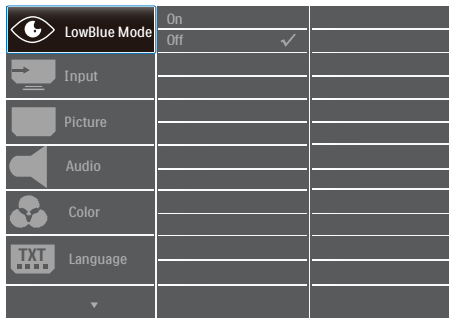 LowBlue Mode
On
Off
Input
Picture
Audio
Color
TXT
Language